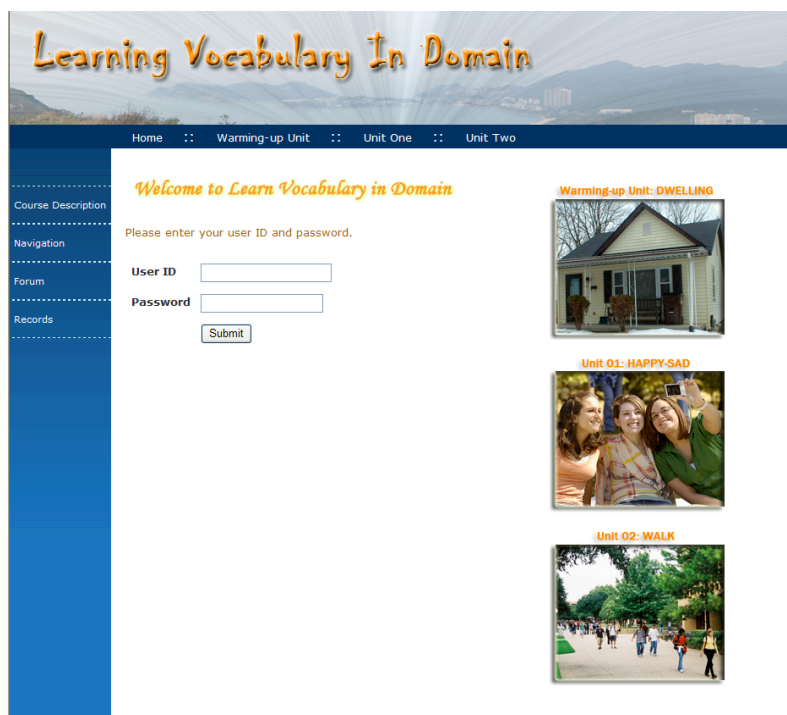 Learning Vocabulary In Domain
Home :: Warming-up Unit :: Unit One :: Unit Two
Course Description
Navigation
Forum
Records
Welcome to Learn Vocabulary in Domain
Please enter your user ID and password.
User ID
Password
Submit
Warming-up Unit: DWELLING
Unit 01: HAPPY-SAD
Unit 02: WALK